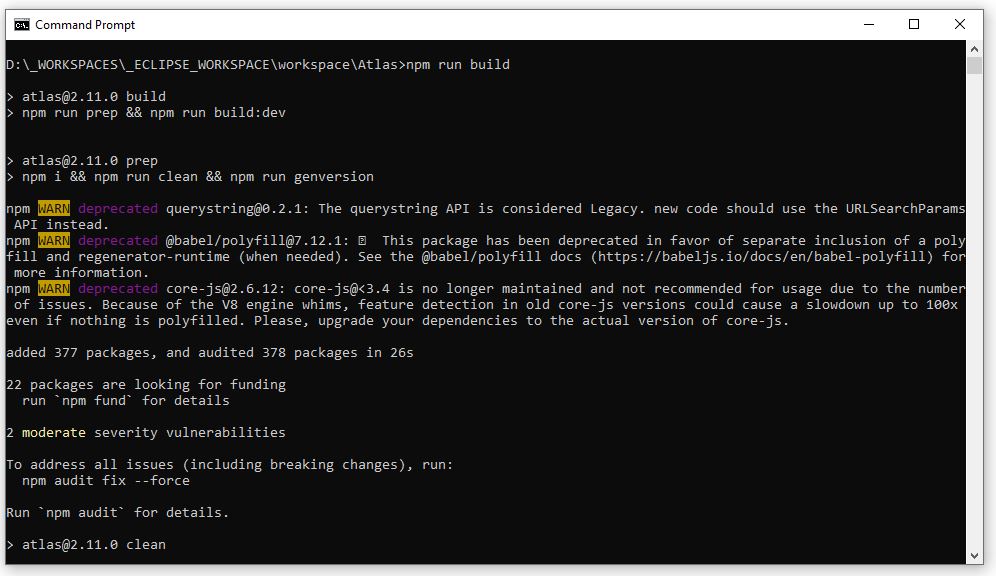 Command Prompt
D:\_WORKSPACES\_ECLIPSE_WORKSPACE\workspace\Atlas>npm run build
> atlas@2.11.0 build
> npm run prep && npm run build:dev
> atlas@2.11.0 prep
> npm i && npm run clean && npm run genversion
npm WARN deprecated querystring@0.2.1: The querystring API is considered Legacy. new code should use the URLSearchParams
 API instead.
npm WARN deprecated @babel/polyfill@7.12.1: � This package has been deprecated in favor of separate inclusion of a poly
fill and regenerator-runtime (when needed). See the @babel/polyfill docs (https://babeljs.io/docs/en/babel-polyfill) for
 more information.
npm WARN deprecated core-js@2.6.12: core-js@<3.4 is no longer maintained and not recommended for usage due to the number
 of issues. Because of the V8 engine whims, feature detection in old core-js versions could cause a slowdown up to 100x
even if nothing is polyfilled. Please, upgrade your dependencies to the actual version of core-js.
added 377 packages, and audited 378 packages in 26s
22 packages are looking for funding
  run `npm fund` for details
2 moderate severity vulnerabilities
To address all issues (including breaking changes), run:
  npm audit fix --force
Run `npm audit` for details.
> atlas@2.11.0 clean